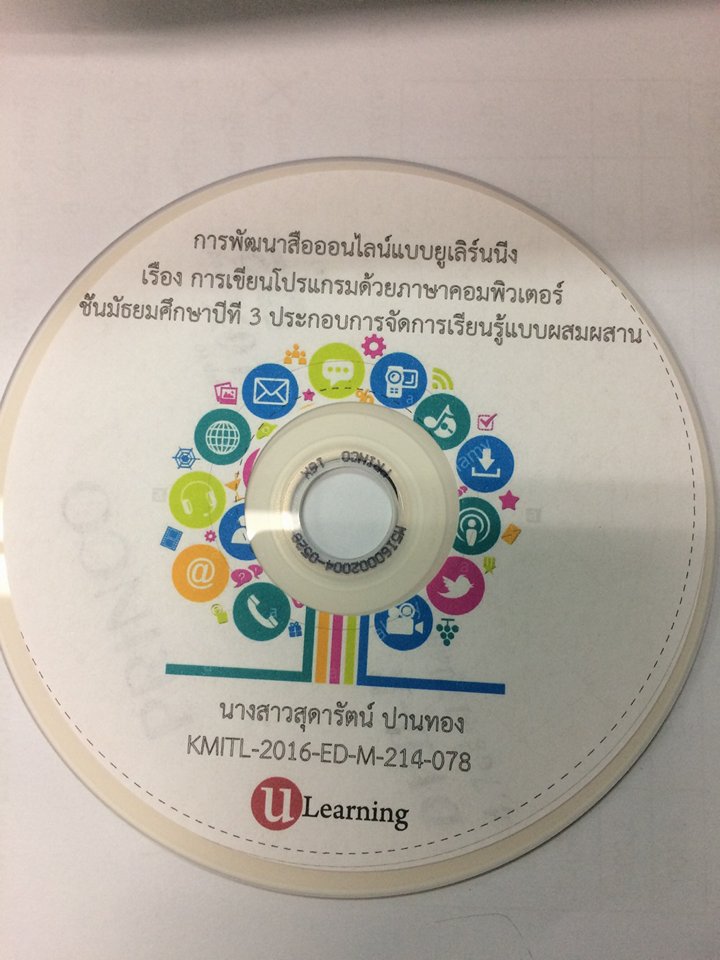 การพัฒนาสื่อออนไลน์แบบยูเลิร์นนิ่ง
เรื่อง การเขียนโปรแกรมด้วยภาษาคอมพิวเตอร์
ชั้นมัธยมศึกษาปีที่ 3 ประกอบการจัดการเรียนรู้แบบผสมผสาน
PRINCO 16X
M5160002004-0528
นางสาวสุดารัตน์ ปานทอง
KMITL-2016-ED-M-214-078
u Learning